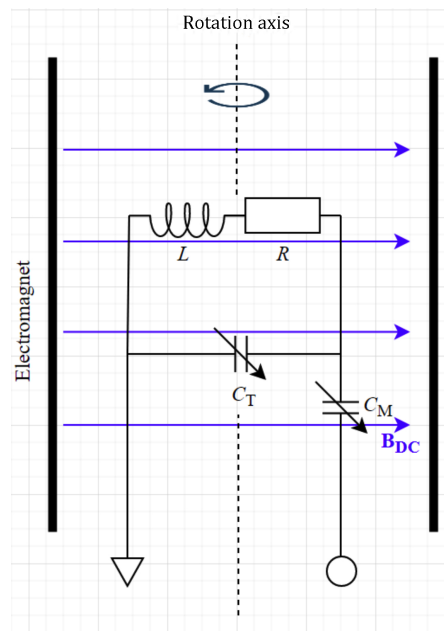 Rotation axis
Electromagnet
L
R
C_T
C_M
B_DC